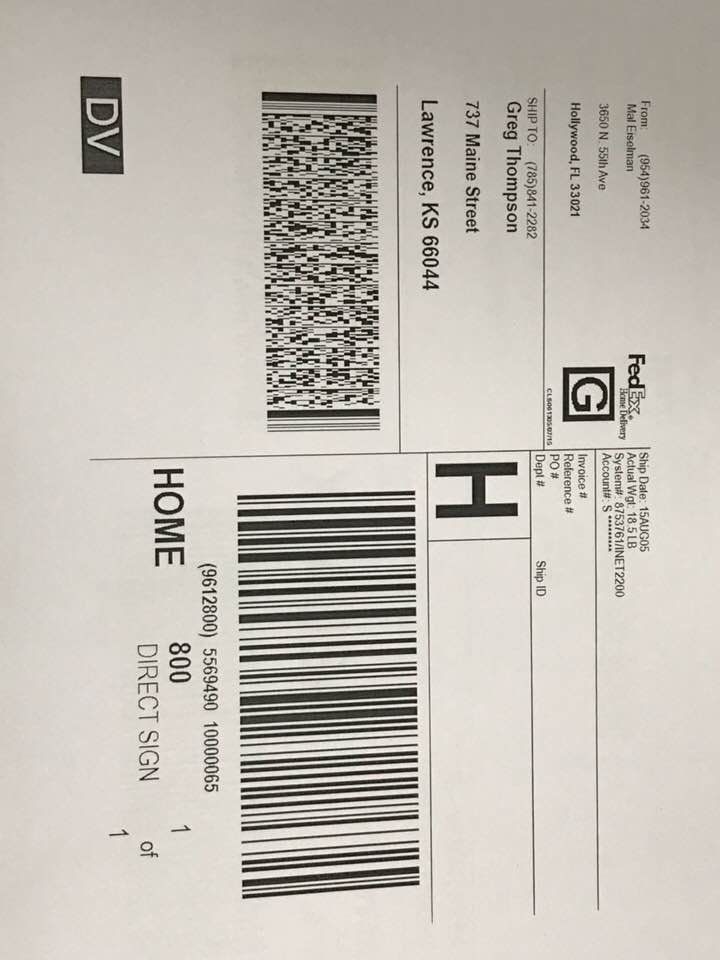 From: (954)961-2034
Mal Eiselman
3650 N. 55th Ave
Hollywood, FL 33021
FedEx®
Home Delivery
G
CLS061305/07/15
Ship Date: 15AUG05
Actual Wgt: 18.5 LB
System#: 8753761/INET2200
Account#: S *********
SHIP TO: (785)841-2282
Greg Thompson
737 Maine Street
Lawrence, KS 66044
Invoice #
Reference #
PO #
Dept # Ship ID
H
(9612800) 5569490 10000065
HOME
800
DIRECT SIGN
1 of 1
DV